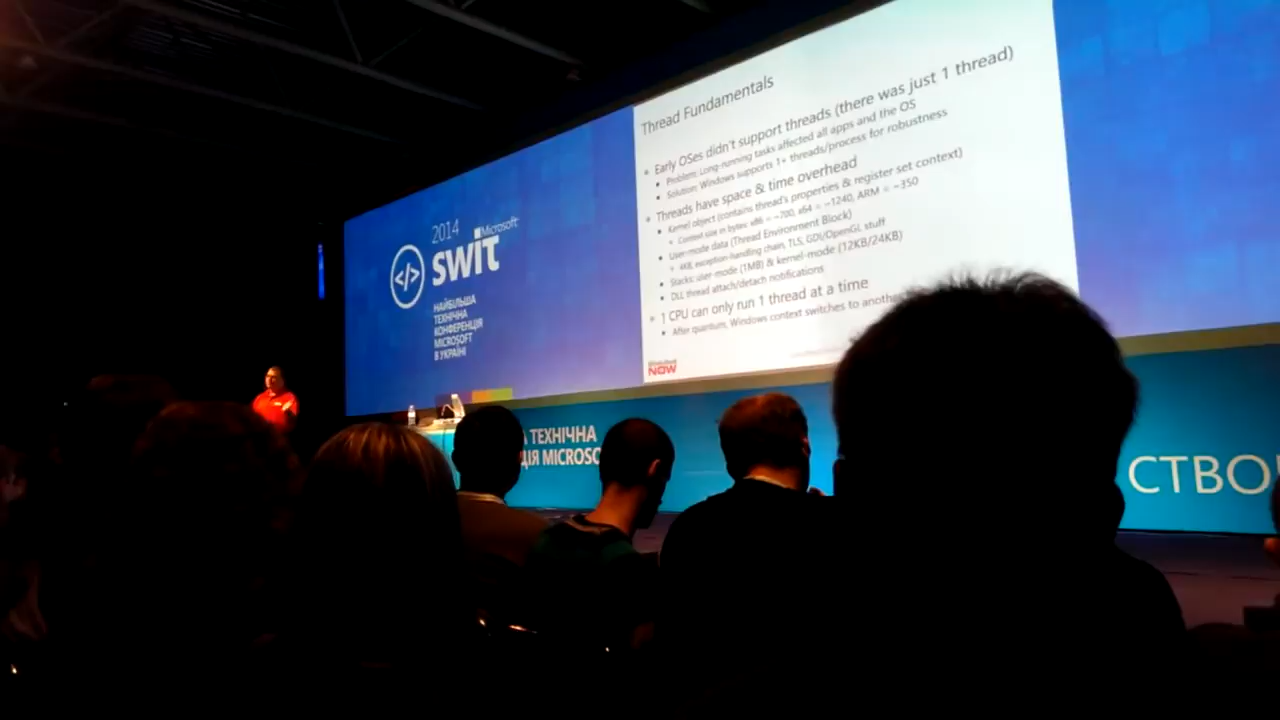 2014
Microsoft
</>
swit
НАЙБІЛЬША
ТЕХНІЧНА
КОНФЕРЕНЦІЯ
MICROSOFT
В УКРАЇНІ
Thread Fundamentals
Early OSes didn't support threads (there was just 1 thread)
Problem: Long-running tasks affected all apps and the OS
Solution: Windows supports 1+ threads/process for robustness
Threads have space & time overhead
Kernel object (contains thread's properties & register set context)
Context size in bytes: x86 = ~700, x64 = ~1240, ARM = ~350
User-mode data (Thread Environment Block)
4KB, exception-handling chain, TLS, GDI/OpenGL stuff
Stacks: user-mode (1MB) & kernel-mode (12KB/24KB)
DLL thread attach/detach notifications
1 CPU can only run 1 thread at a time
After quantum, Windows context switches to anoth
NOW
ТЕХНІЧНА
ЦІЯ MICROSO
СТВО